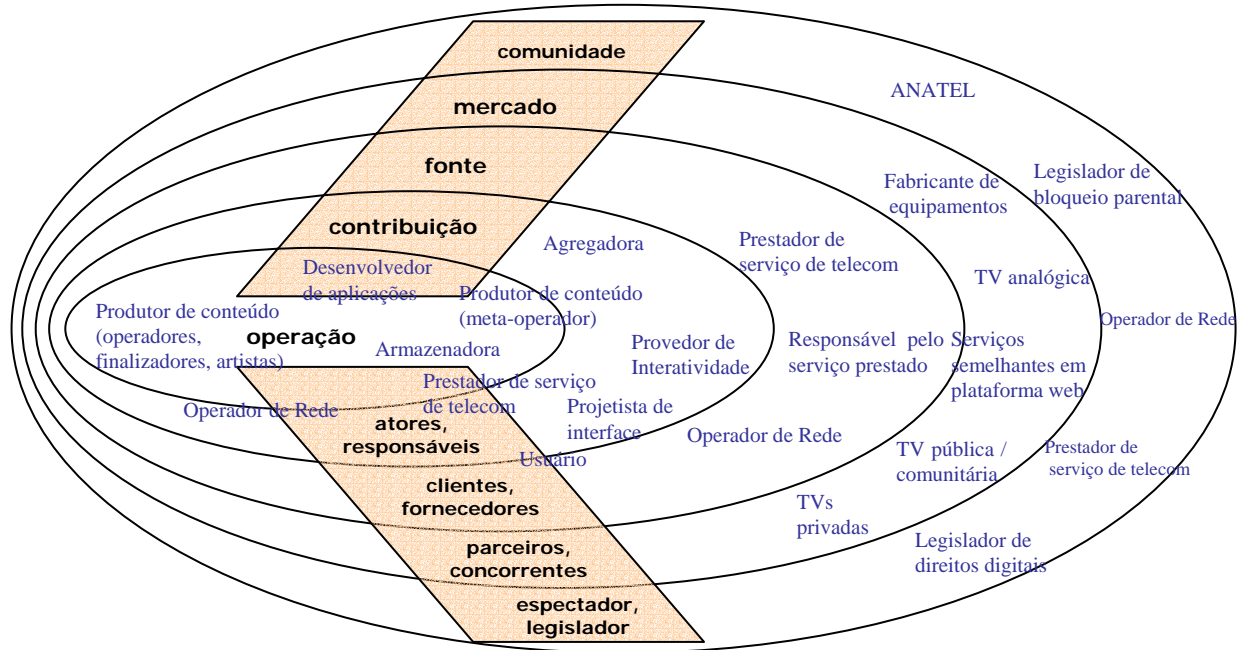 comunidade
ANATEL
mercado
fonte
Legislador de
bloqueio parental
Fabricante de
equipamentos
contribuição
Agregadora
Prestador de
serviço de telecom
Desenvolvedor
de aplicações
TV analógica
Produtor de conteúdo
(meta-operador)
Produtor de conteúdo
(operadores,
finalizadores, artistas)
operação
Armazenadora
Provedor de
Interatividade
Responsável pelo
serviço prestado
Serviços
semelhantes em
plataforma web
Operador de Rede
Prestador de serviço
de telecom
Operador de Rede
Projetista de
interface
atores,
responsáveis
Operador de Rede
Usuário
TV pública /
comunitária
Prestador de
serviço de telecom
clientes,
fornecedores
TVs
privadas
parceiros,
concorrentes
Legislador de
direitos digitais
espectador,
legislador